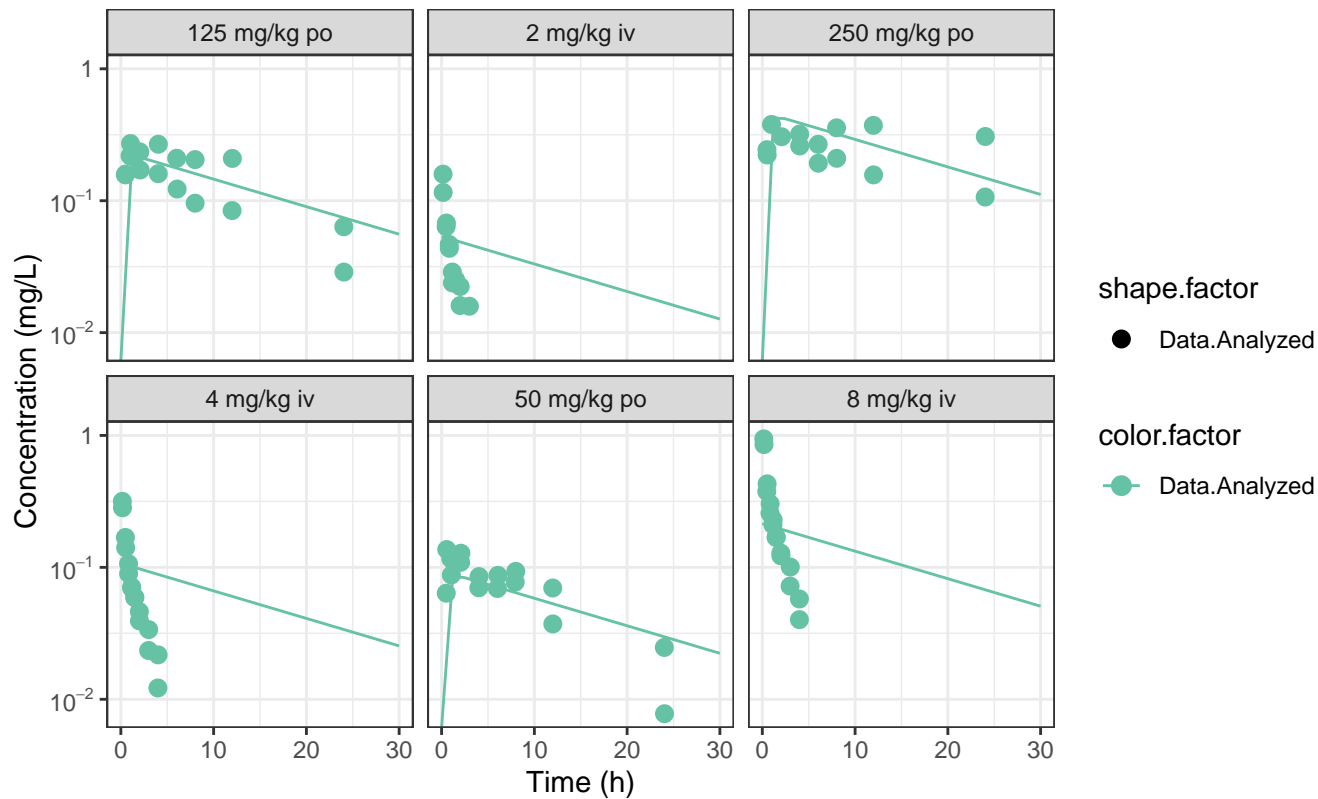 125 mg/kg po
2 mg/kg iv
250 mg/kg po
1
10⁻¹
10⁻²
4 mg/kg iv
50 mg/kg po
8 mg/kg iv
1
10⁻¹
10⁻²
0 10 20 30
0 10 20 30
0 10 20 30
Time (h)
Concentration (mg/L)
shape.factor
Data.Analyzed
color.factor
Data.Analyzed